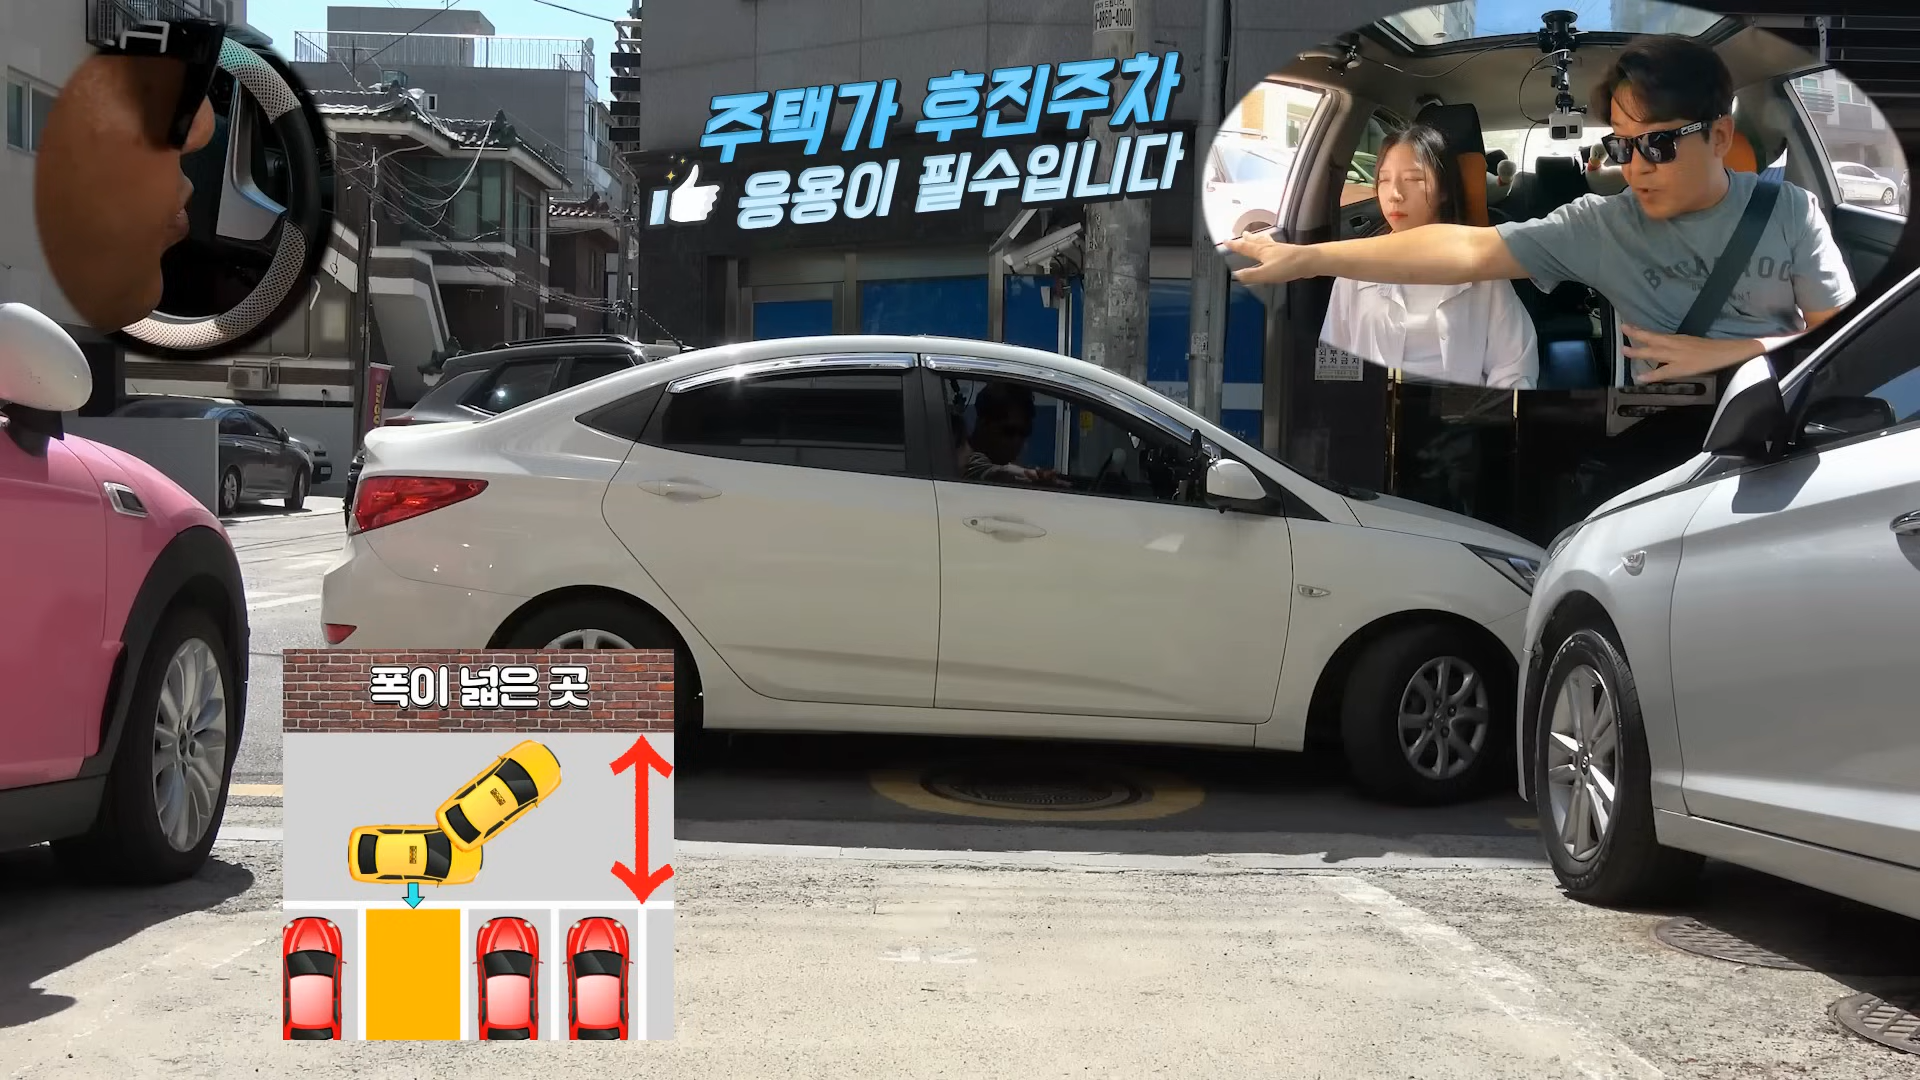 주택가 후진주차
응용이 필수입니다
폭이 넓은 곳